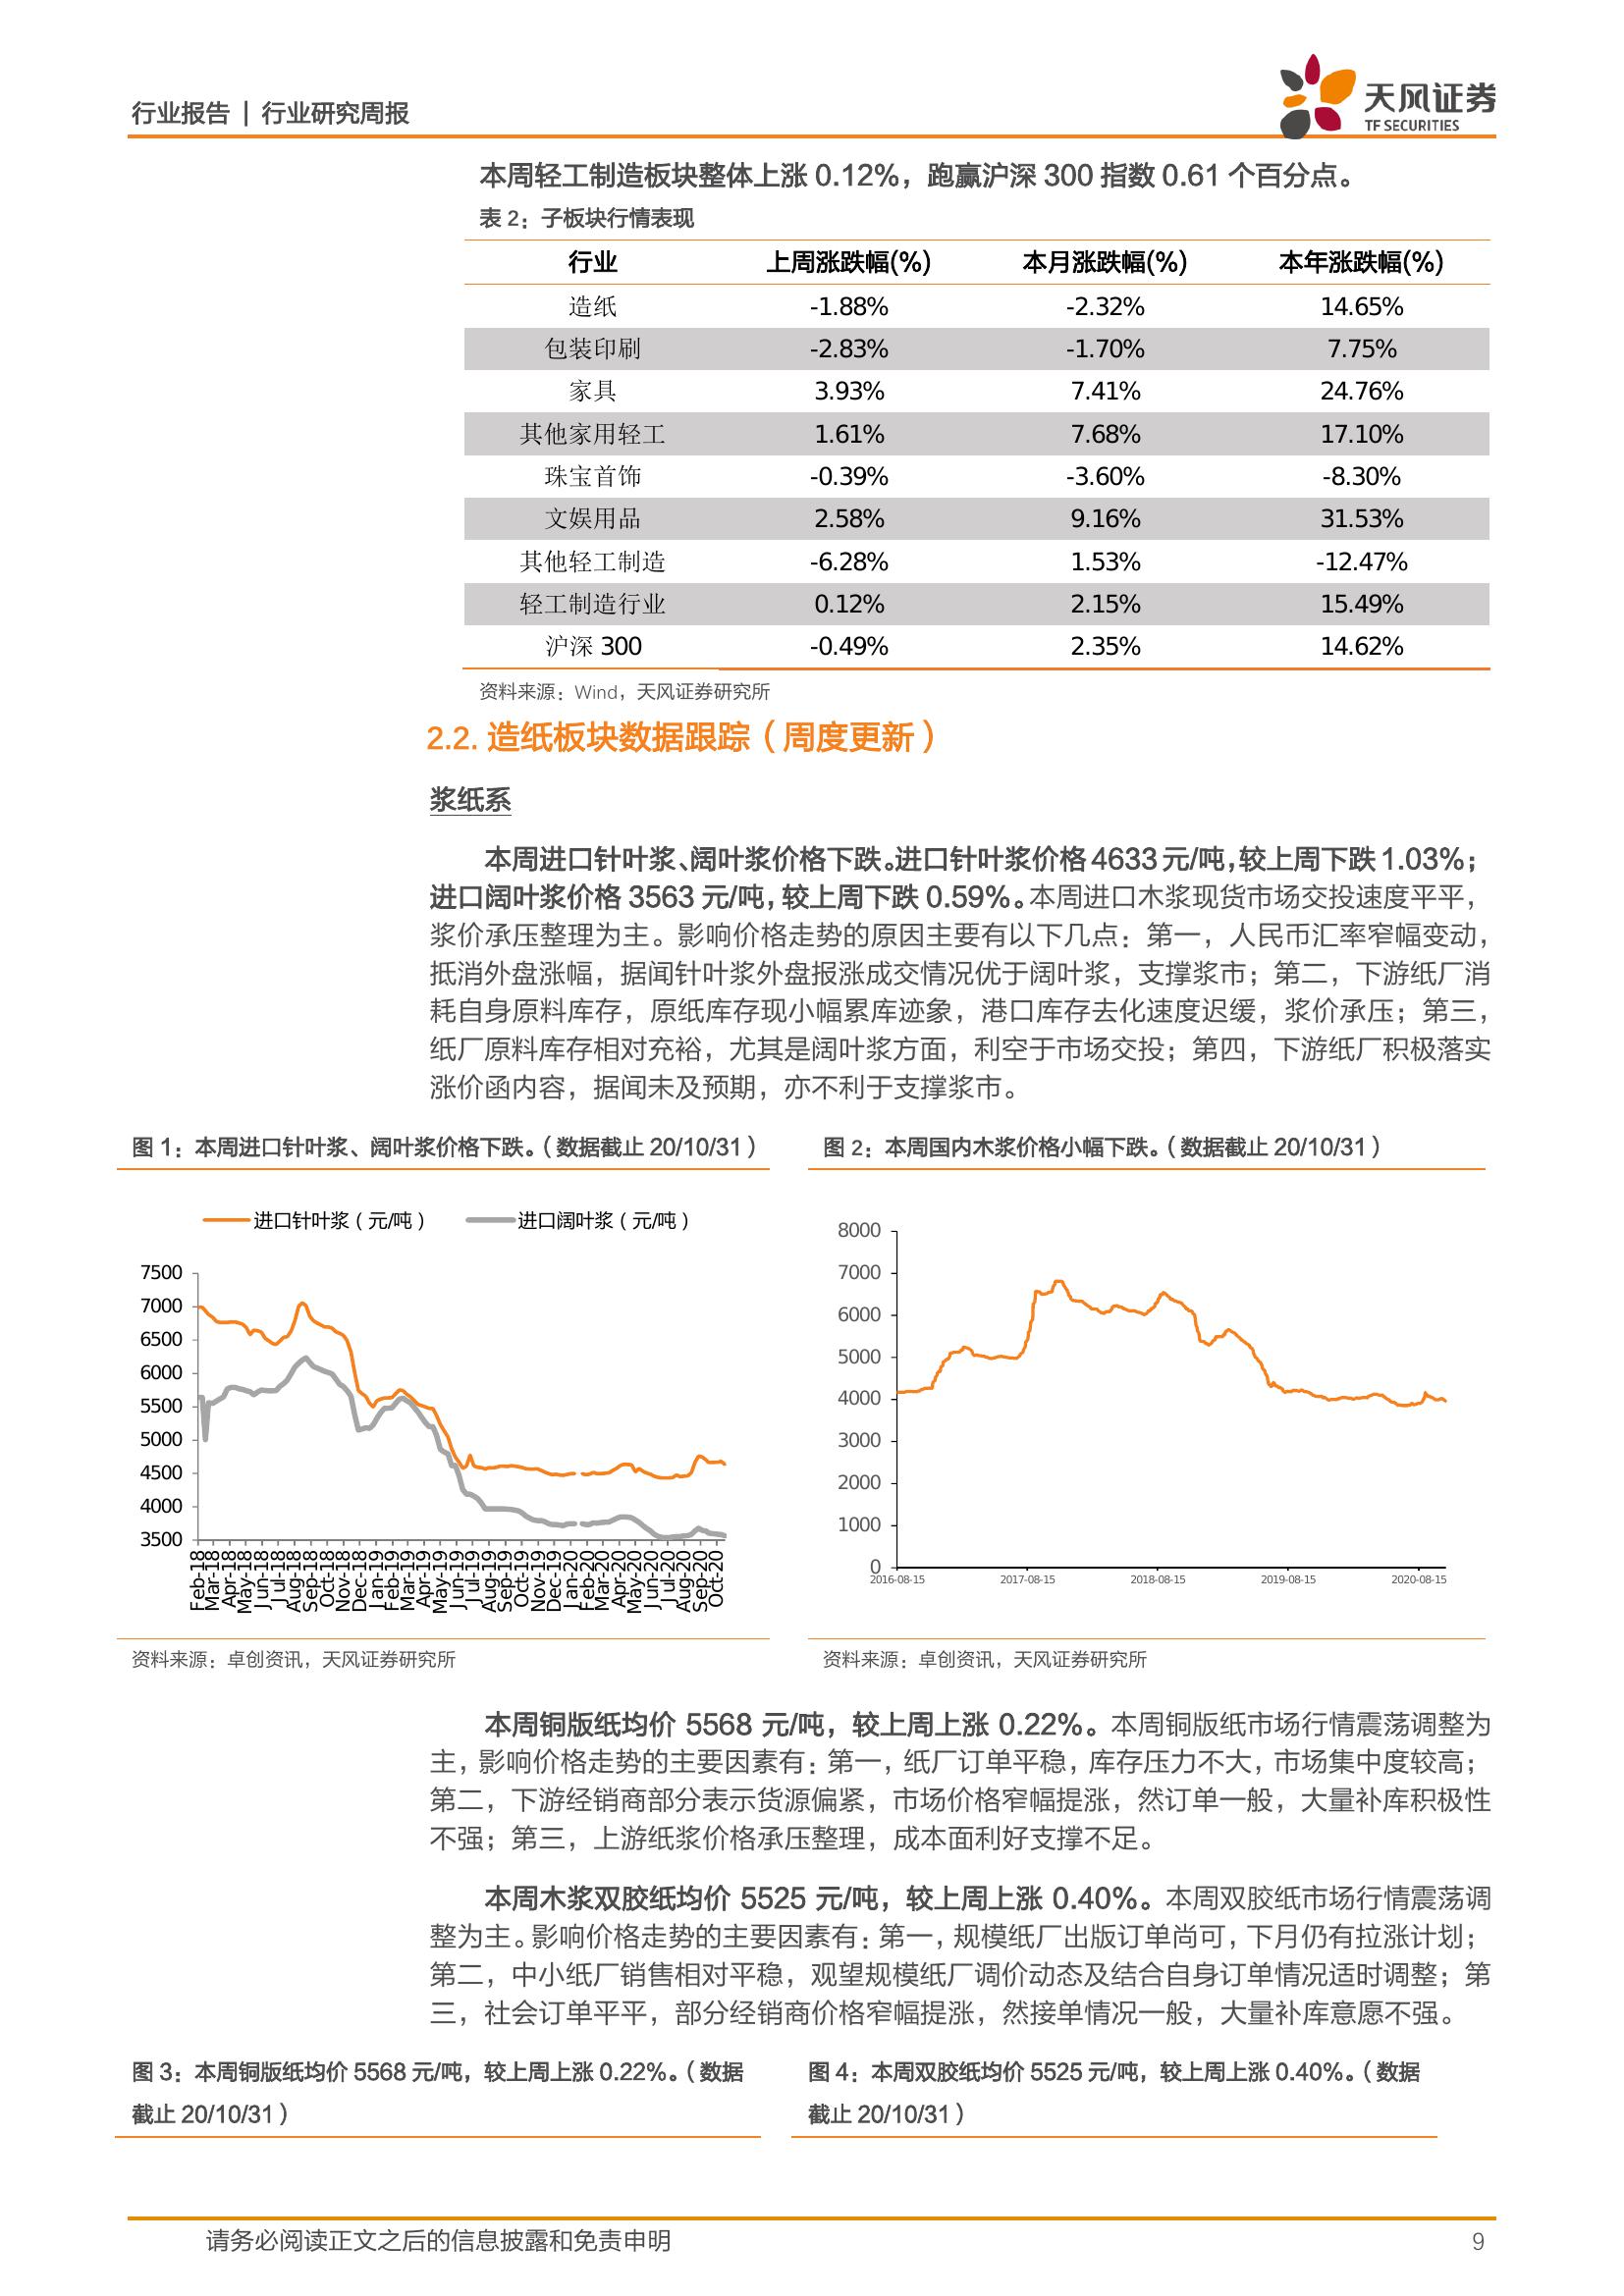 行业报告 | 行业研究周报
天风证券
TF SECURITIES
本周轻工制造板块整体上涨 0.12%，跑赢沪深 300 指数 0.61 个百分点。
表 2：子板块行情表现
行业 上周涨跌幅(%) 本月涨跌幅(%) 本年涨跌幅(%)
造纸 -1.88% -2.32% 14.65%
包装印刷 -2.83% -1.70% 7.75%
家具 3.93% 7.41% 24.76%
其他家用轻工 1.61% 7.68% 17.10%
珠宝首饰 -0.39% -3.60% -8.30%
文娱用品 2.58% 9.16% 31.53%
其他轻工制造 -6.28% 1.53% -12.47%
轻工制造行业 0.12% 2.15% 15.49%
沪深 300 -0.49% 2.35% 14.62%
资料来源：Wind，天风证券研究所
2.2. 造纸板块数据跟踪（周度更新）
浆纸系
本周进口针叶浆、阔叶浆价格下跌。进口针叶浆价格 4633 元/吨，较上周下跌 1.03%；
进口阔叶浆价格 3563 元/吨，较上周下跌 0.59%。本周进口木浆现货市场交投速度平平，
浆价承压整理为主。影响价格走势的原因主要有以下几点：第一，人民币汇率窄幅变动，
抵消外盘涨幅，据闻针叶浆外盘报涨成交情况优于阔叶浆，支撑浆市；第二，下游纸厂消
耗自身原料库存，原纸库存现小幅累库迹象，港口库存去化速度迟缓，浆价承压；第三，
纸厂原料库存相对充裕，尤其是阔叶浆方面，利空于市场交投；第四，下游纸厂积极落实
涨价函内容，据闻未及预期，亦不利于支撑浆市。
图 1：本周进口针叶浆、阔叶浆价格下跌。（数据截止 20/10/31）
进口针叶浆（元/吨） 进口阔叶浆（元/吨）
7500
7000
6500
6000
5500
5000
4500
4000
3500
Feb-18 Mar-18 Apr-18 May-18 Jun-18 Jul-18 Aug-18 Sep-18 Oct-18 Nov-18 Dec-18 Jan-19 Feb-19 Mar-19 Apr-19 May-19 Jun-19 Jul-19 Aug-19 Sep-19 Oct-19 Nov-19 Dec-19 Jan-20 Feb-20 Mar-20 Apr-20 May-20 Jun-20 Jul-20 Aug-20 Sep-20 Oct-20
资料来源：卓创资讯，天风证券研究所
图 2：本周国内木浆价格小幅下跌。（数据截止 20/10/31）
8000
7000
6000
5000
4000
3000
2000
1000
0
2016-08-15 2017-08-15 2018-08-15 2019-08-15 2020-08-15
资料来源：卓创资讯，天风证券研究所
本周铜版纸均价 5568 元/吨，较上周上涨 0.22%。本周铜版纸市场行情震荡调整为
主，影响价格走势的主要因素有：第一，纸厂订单平稳，库存压力不大，市场集中度较高；
第二，下游经销商部分表示货源偏紧，市场价格窄幅提涨，然订单一般，大量补库积极性
不强；第三，上游纸浆价格承压整理，成本面利好支撑不足。
本周木浆双胶纸均价 5525 元/吨，较上周上涨 0.40%。本周双胶纸市场行情震荡调
整为主。影响价格走势的主要因素有：第一，规模纸厂出版订单尚可，下月仍有拉涨计划；
第二，中小纸厂销售相对平稳，观望规模纸厂调价动态及结合自身订单情况适时调整；第
三，社会订单平平，部分经销商价格窄幅提涨，然接单情况一般，大量补库意愿不强。
图 3：本周铜版纸均价 5568 元/吨，较上周上涨 0.22%。（数据
截止 20/10/31）
图 4：本周双胶纸均价 5525 元/吨，较上周上涨 0.40%。（数据
截止 20/10/31）
请务必阅读正文之后的信息披露和免责申明 9